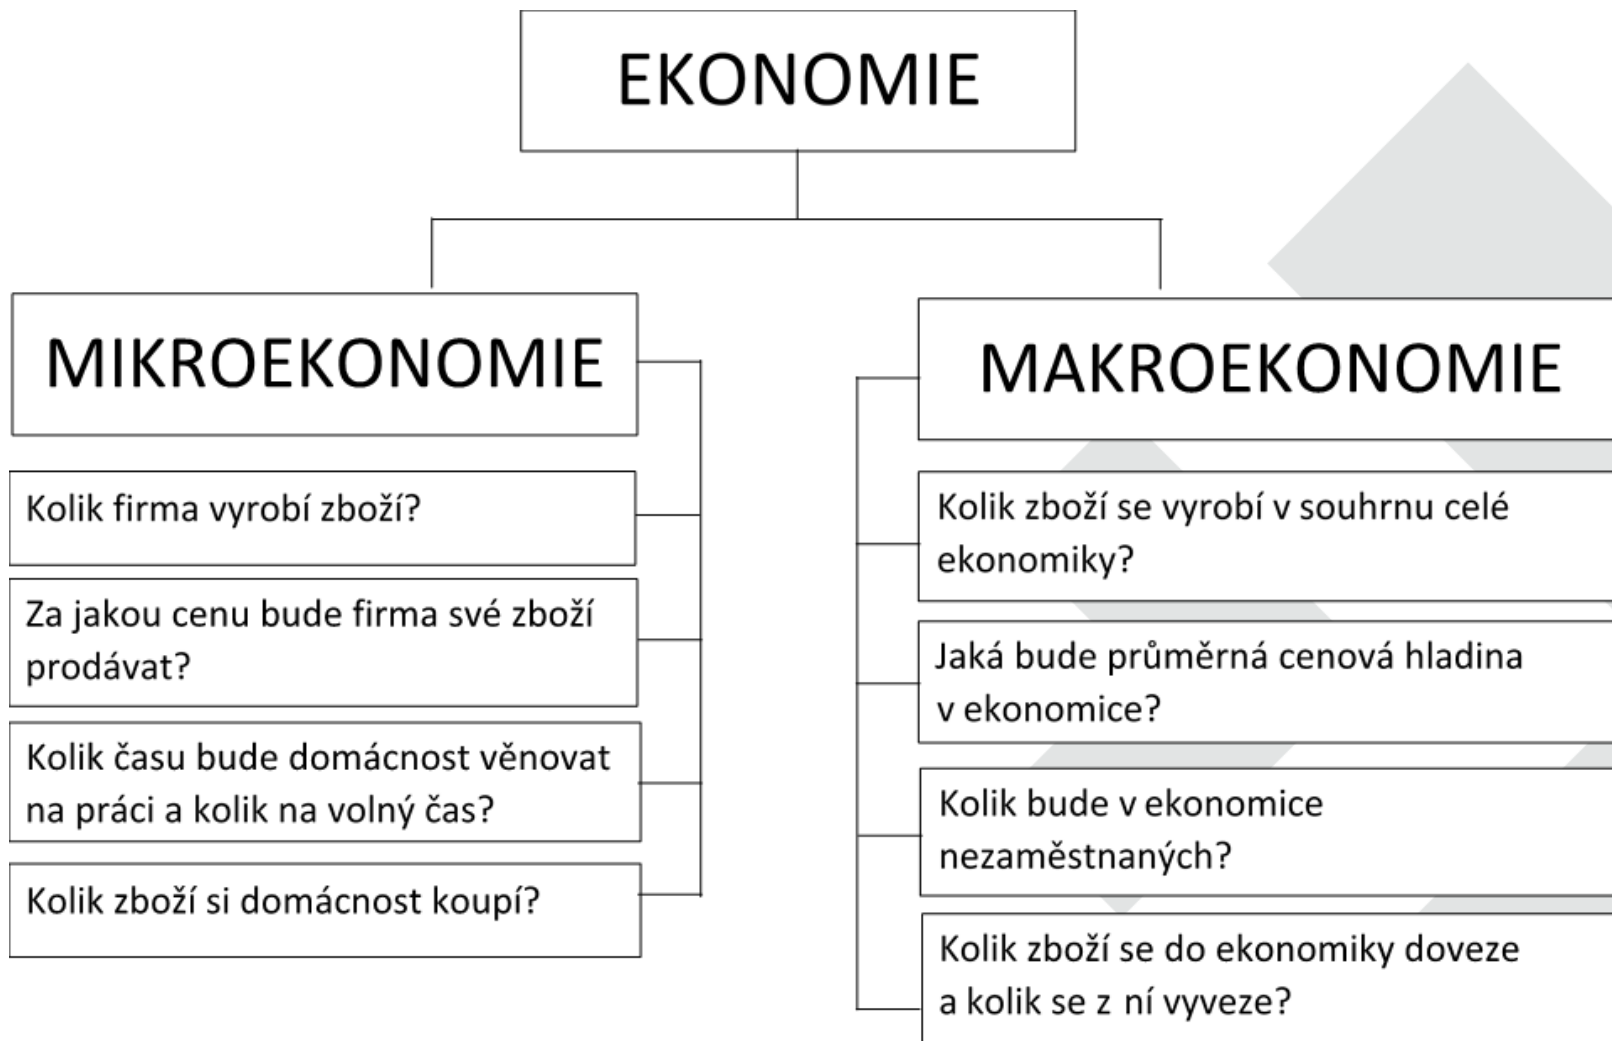 EKONOMIE
MIKROEKONOMIE
Kolik firma vyrobí zboží?
Za jakou cenu bude firma své zboží
prodávat?
Kolik času bude domácnost věnovat
na práci a kolik na volný čas?
Kolik zboží si domácnost koupí?
MAKROEKONOMIE
Kolik zboží se vyrobí v souhrnu celé
ekonomiky?
Jaká bude průměrná cenová hladina
v ekonomice?
Kolik bude v ekonomice
nezaměstnaných?
Kolik zboží se do ekonomiky doveze
a kolik se z ní vyveze?